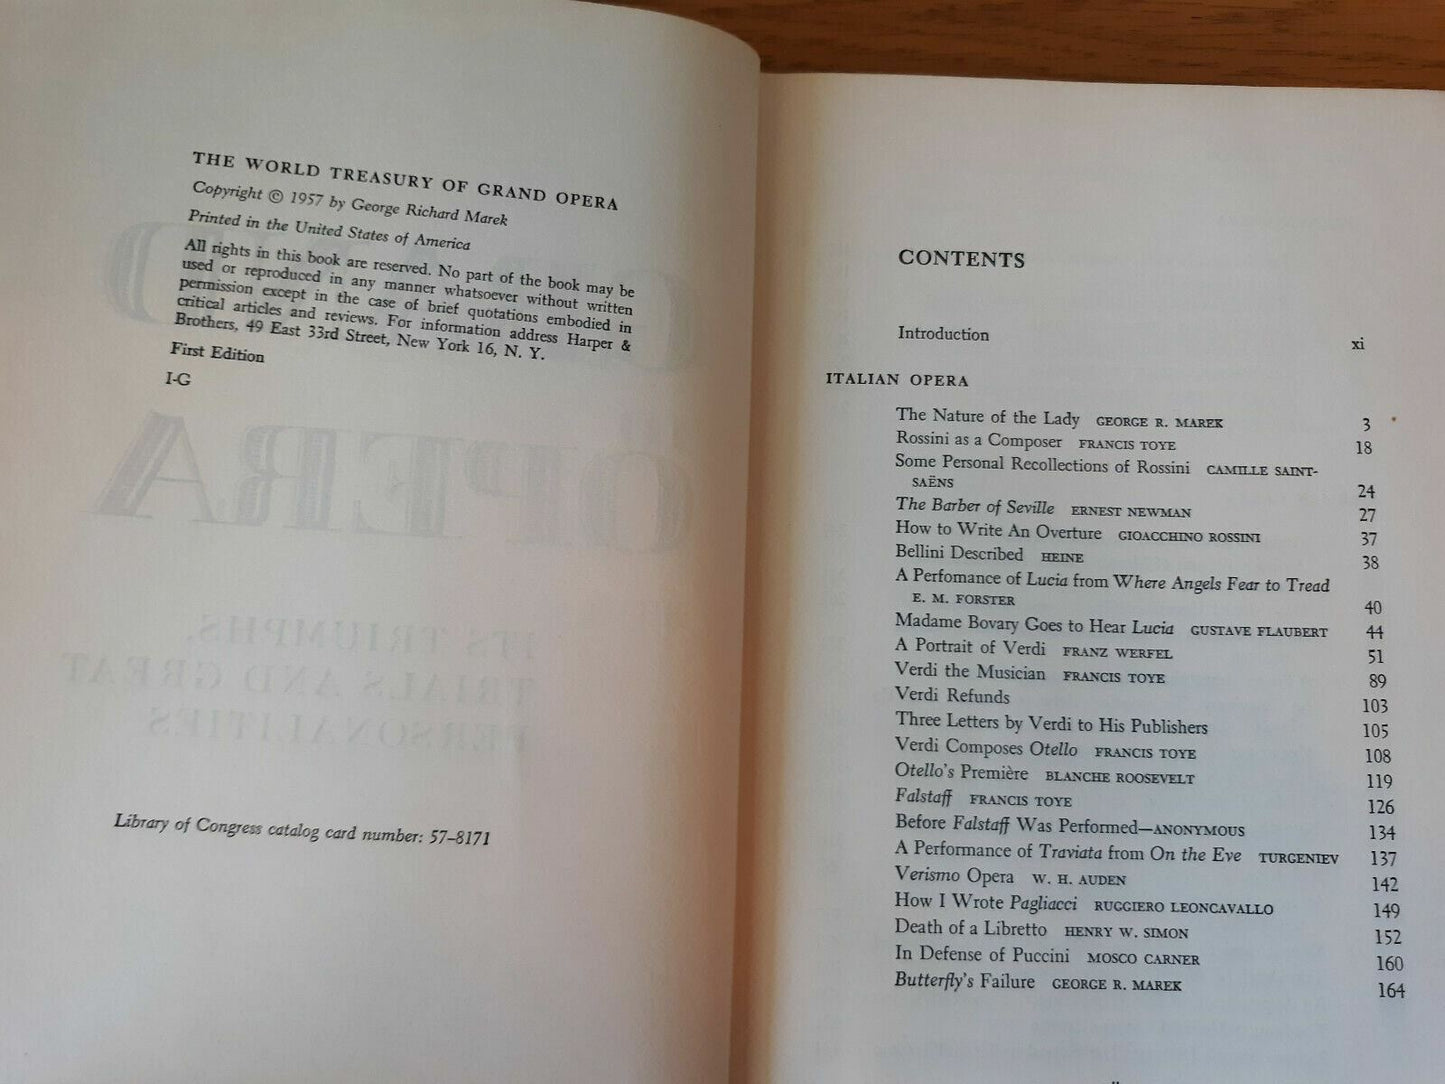 THE WORLD TREASURY OF GRAND OPERA
Copyright © 1957 by George Richard Marek
Printed in the United States of America
All rights in this book are reserved. No part of the book may be
used or reproduced in any manner whatsoever without written
permission except in the case of brief quotations embodied in
critical articles and reviews. For information address Harper &
Brothers, 49 East 33rd Street, New York 16, N. Y.
First Edition
I-G
OPERA
ITS TRIUMPHS,
TRIALS AND GREAT
PERSONALITIES
Library of Congress catalog card number: 57–8171
CONTENTS
Introduction xi
ITALIAN OPERA
The Nature of the Lady GEORGE R. MAREK 3
Rossini as a Composer FRANCIS TOYE 18
Some Personal Recollections of Rossini CAMILLE SAINT-
SAËNS 24
The Barber of Seville ERNEST NEWMAN 27
How to Write An Overture GIOACCHINO ROSSINI 37
Bellini Described HEINE 38
A Perfomance of Lucia from Where Angels Fear to Tread
E. M. FORSTER 40
Madame Bovary Goes to Hear Lucia GUSTAVE FLAUBERT 44
A Portrait of Verdi FRANZ WERFEL 51
Verdi the Musician FRANCIS TOYE 89
Verdi Refunds 103
Three Letters by Verdi to His Publishers 105
Verdi Composes Otello FRANCIS TOYE 108
Otello's Première BLANCHE ROOSEVELT 119
Falstaff FRANCIS TOYE 126
Before Falstaff Was Performed—ANONYMOUS 134
A Performance of Traviata from On the Eve TURGENIEV 137
Verismo Opera W. H. AUDEN 142
How I Wrote Pagliacci RUGGIERO LEONCAVALLO 149
Death of a Libretto HENRY W. SIMON 152
In Defense of Puccini MOSCO CARNER 160
Butterfly's Failure GEORGE R. MAREK 164